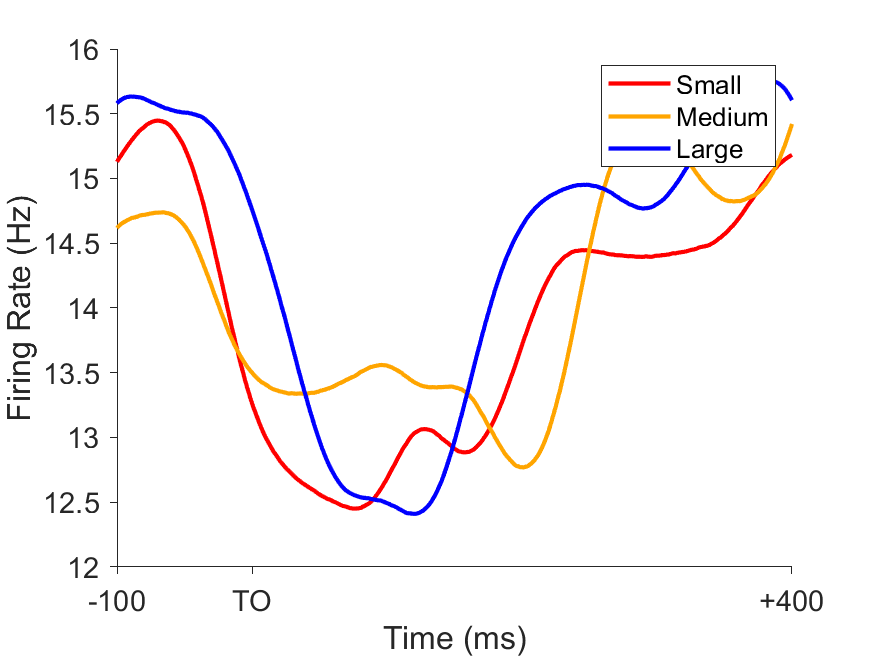 16
15.5
15
14.5
14
13.5
13
12.5
12
Firing Rate (Hz)
Small
Medium
Large
-100 TO +400
Time (ms)